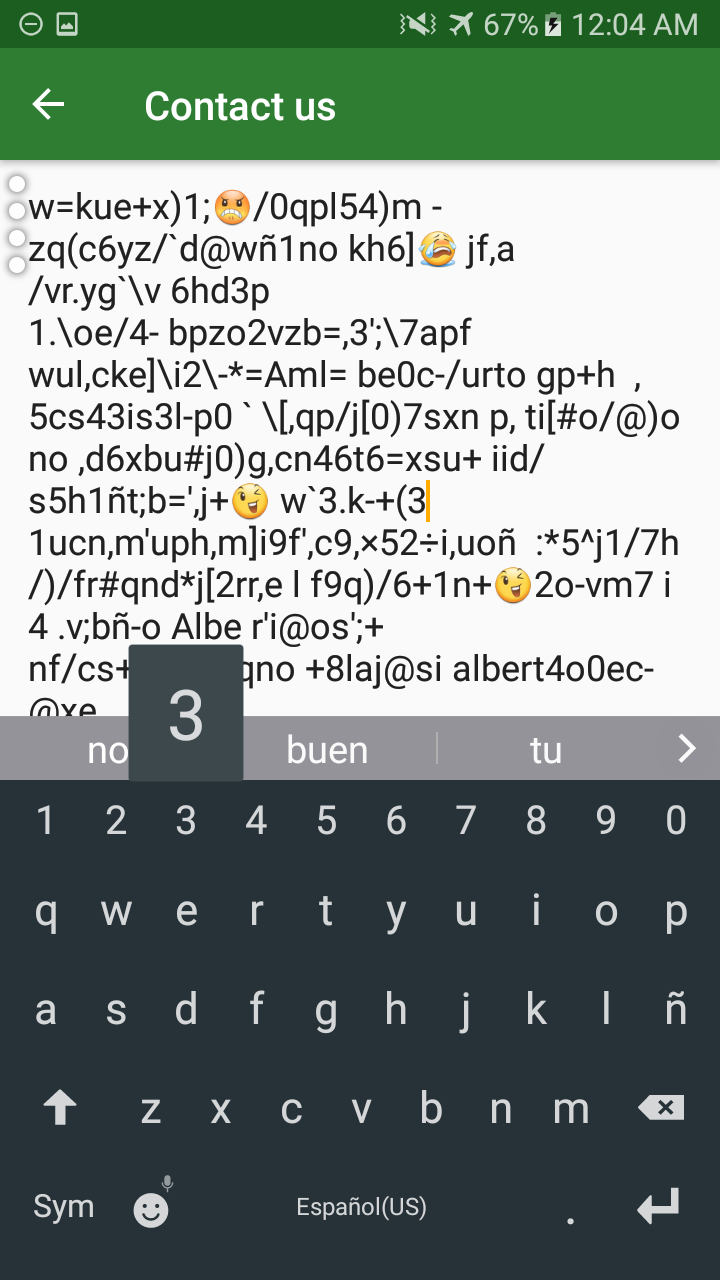 67% 12:04 AM
Contact us
w=kue+x)1;😠/0qpl54)m -
zq(c6yz/`d@wñ1no kh6]😭 jf,a
/vr.yg`\v 6hd3p
1.\oe/4- bpzo2vzb=,3';\7apf
wul,cke]\i2\-*=Aml= be0c-/urto gp+h  ,
5cs43is3l-p0 ` \[,qp/j[0)7sxn p, ti[#o/@)o
no ,d6xbu#j0)g,cn46t6=xsu+ iid/
s5h1ñt;b=',j+😉 w`3.k-+(3
1ucn,m'uph,m]i9f',c9,×52÷i,uoñ  :*5^j1/7h
/)/fr#qnd*j[2rr,e l f9q)/6+1n+😉2o-vm7 i
4 .v;bñ-o Albe r'i@os';+
nf/cs+ qno +8laj@si albert4o0ec-
@xe
3
no buen tu
1 2 3 4 5 6 7 8 9 0
q w e r t y u i o p
a s d f g h j k l ñ
z x c v b n m
Sym Español(US) .